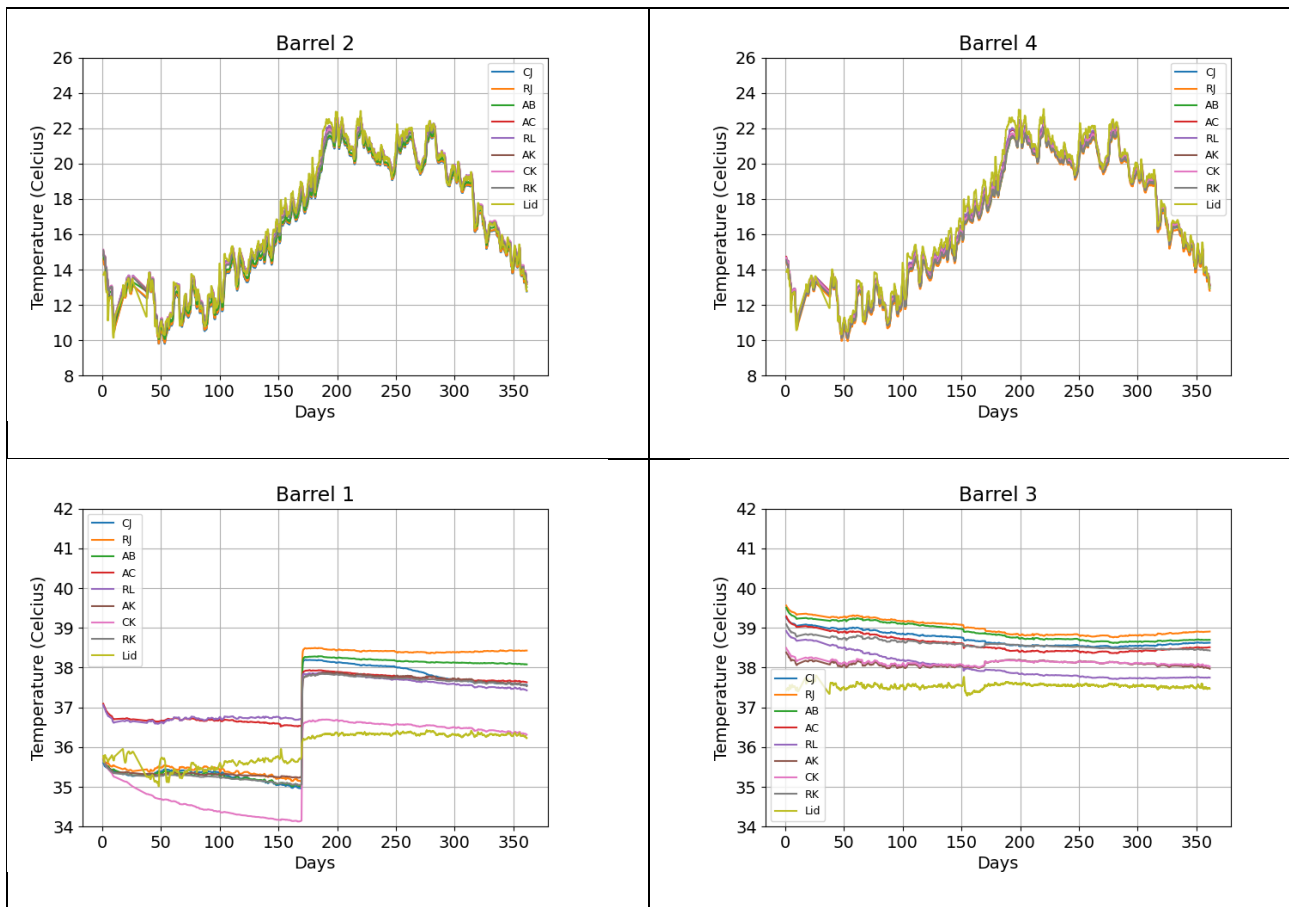 Barrel 2
Temperature (Celcius)
26
24
22
20
18
16
14
12
10
8
CJ
RJ
AB
AC
RL
AK
CK
RK
Lid
0 50 100 150 200 250 300 350
Days
Barrel 4
Temperature (Celcius)
26
24
22
20
18
16
14
12
10
8
CJ
RJ
AB
AC
RL
AK
CK
RK
Lid
0 50 100 150 200 250 300 350
Days
Barrel 1
Temperature (Celcius)
42
41
40
39
38
37
36
35
34
CJ
RJ
AB
AC
RL
AK
CK
RK
Lid
0 50 100 150 200 250 300 350
Days
Barrel 3
Temperature (Celcius)
42
41
40
39
38
37
36
35
34
CJ
RJ
AB
AC
RL
AK
CK
RK
Lid
0 50 100 150 200 250 300 350
Days